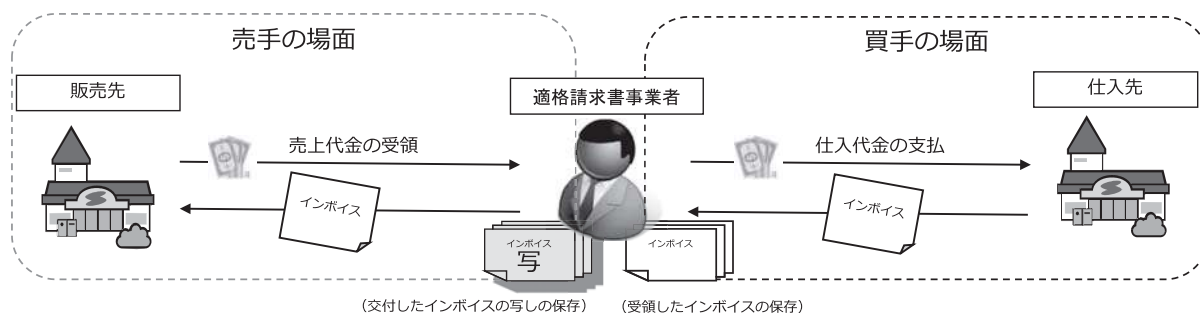 売手の場面
買手の場面
販売先
適格請求書事業者
仕入先
売上代金の受領
仕入代金の支払
インボイス
インボイス
インボイス
写
インボイス
（交付したインボイスの写しの保存）
（受領したインボイスの保存）